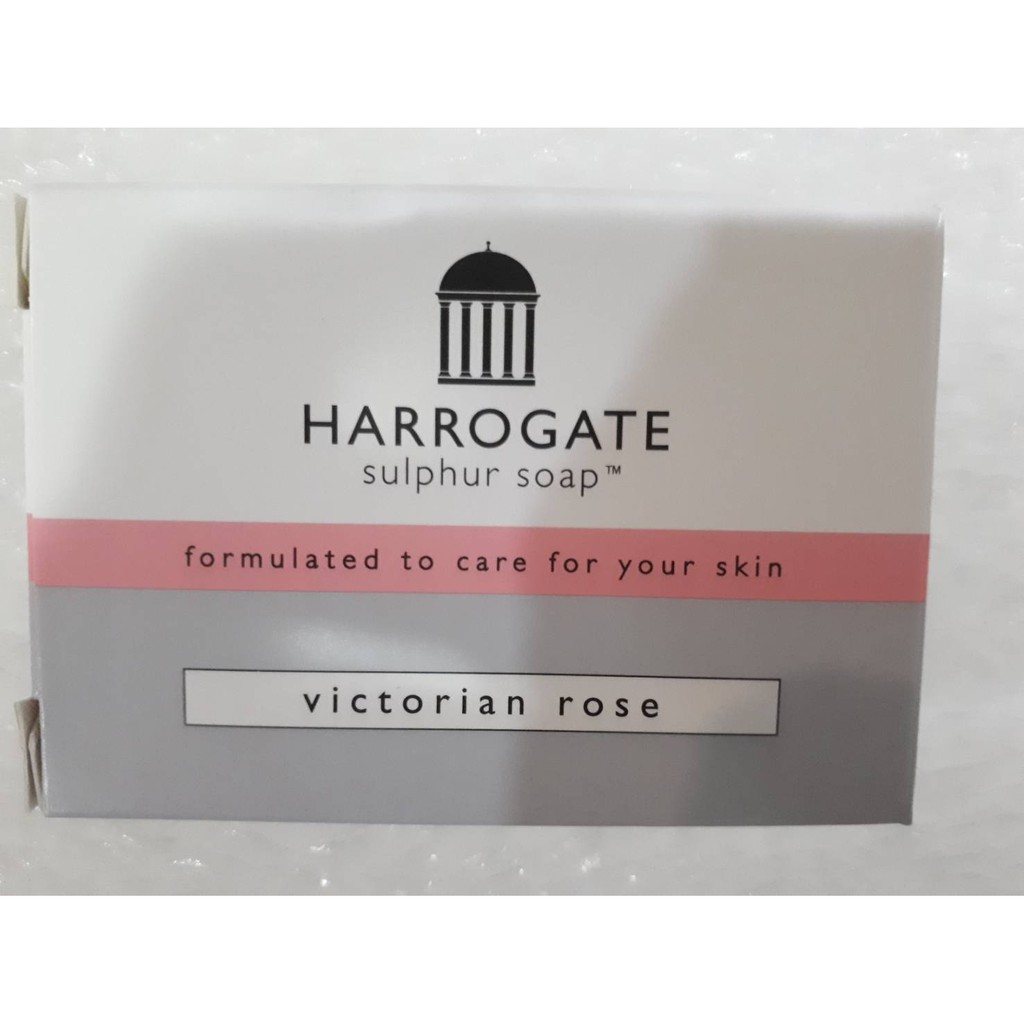 HARROGATE
sulphur soap™
formulated to care for your skin
victorian rose